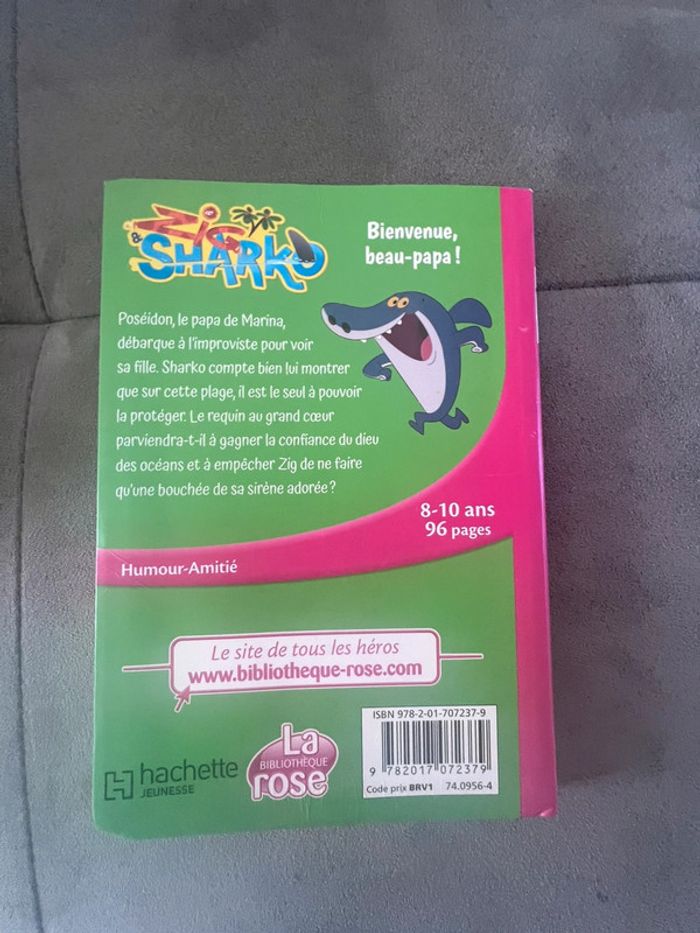 Zig
& SHARKO
Bienvenue,
beau-papa !
Poséidon, le papa de Marina,
débarque à l'improviste pour voir
sa fille. Sharko compte bien lui montrer
que sur cette plage, il est le seul à pouvoir
la protéger. Le requin au grand cœur
parviendra-t-il à gagner la confiance du dieu
des océans et à empêcher Zig de ne faire
qu'une bouchée de sa sirène adorée ?
8-10 ans
96 pages
Humour-Amitié
Le site de tous les héros
www.bibliotheque-rose.com
ISBN 978-2-01-707237-9
9 782017 072379
Code prix BRV1 74.0956-4
hachette
JEUNESSE
La
BIBLIOTHÈQUE
rose